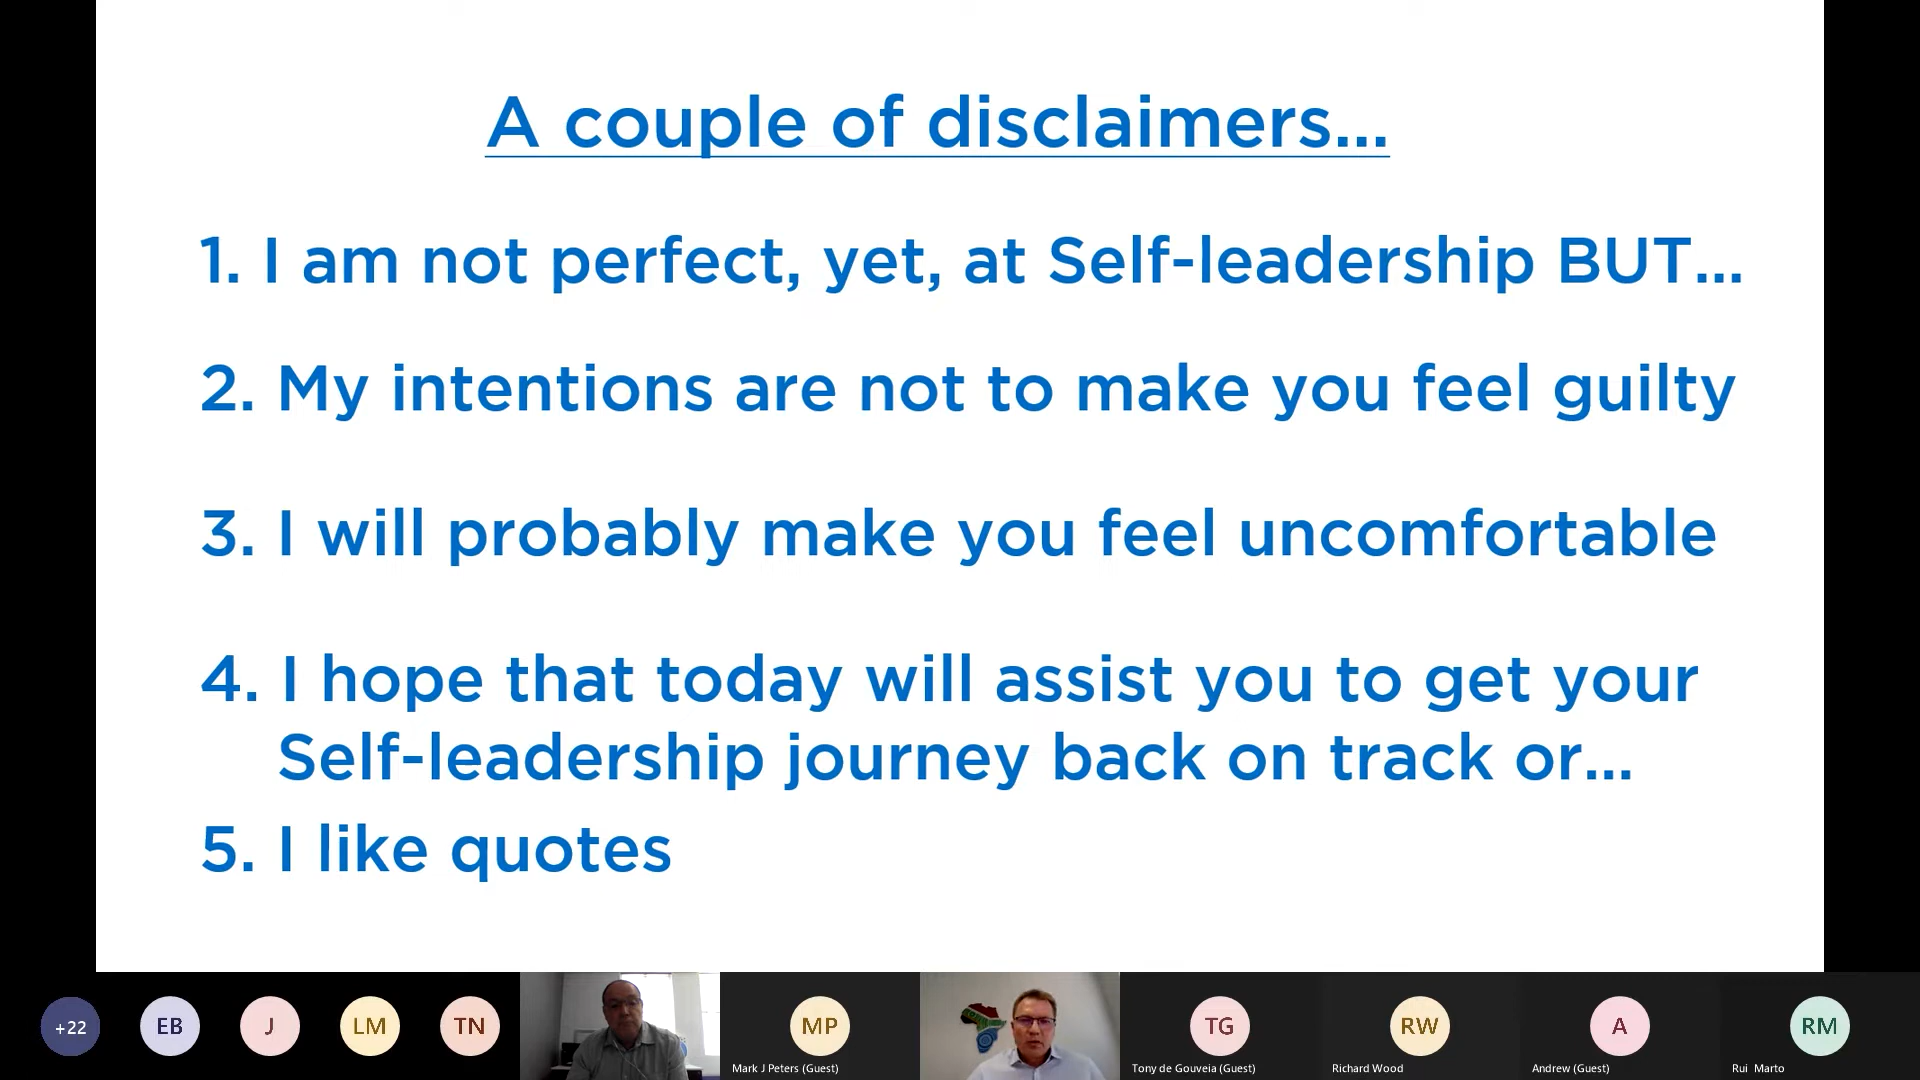 A couple of disclaimers...
1. I am not perfect, yet, at Self-leadership BUT...
2. My intentions are not to make you feel guilty
3. I will probably make you feel uncomfortable
4. I hope that today will assist you to get your
Self-leadership journey back on track or...
5. I like quotes
+22
EB
J
LM
TN
MP
Mark J Peters (Guest)
TG
Tony de Gouveia (Guest)
RW
Richard Wood
A
Andrew (Guest)
RM
Rui Marto